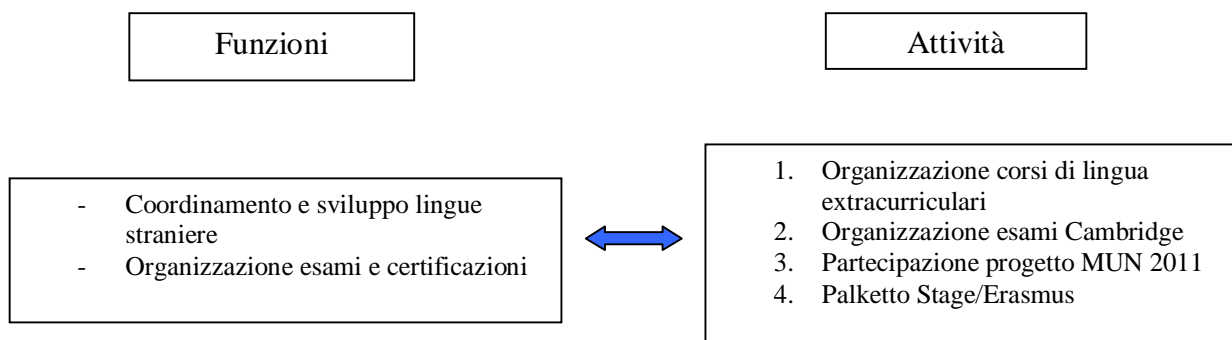 Funzioni
Attività
- Coordinamento e sviluppo lingue
straniere
- Organizzazione esami e certificazioni
1. Organizzazione corsi di lingua
extracurriculari
2. Organizzazione esami Cambridge
3. Partecipazione progetto MUN 2011
4. Palketto Stage/Erasmus